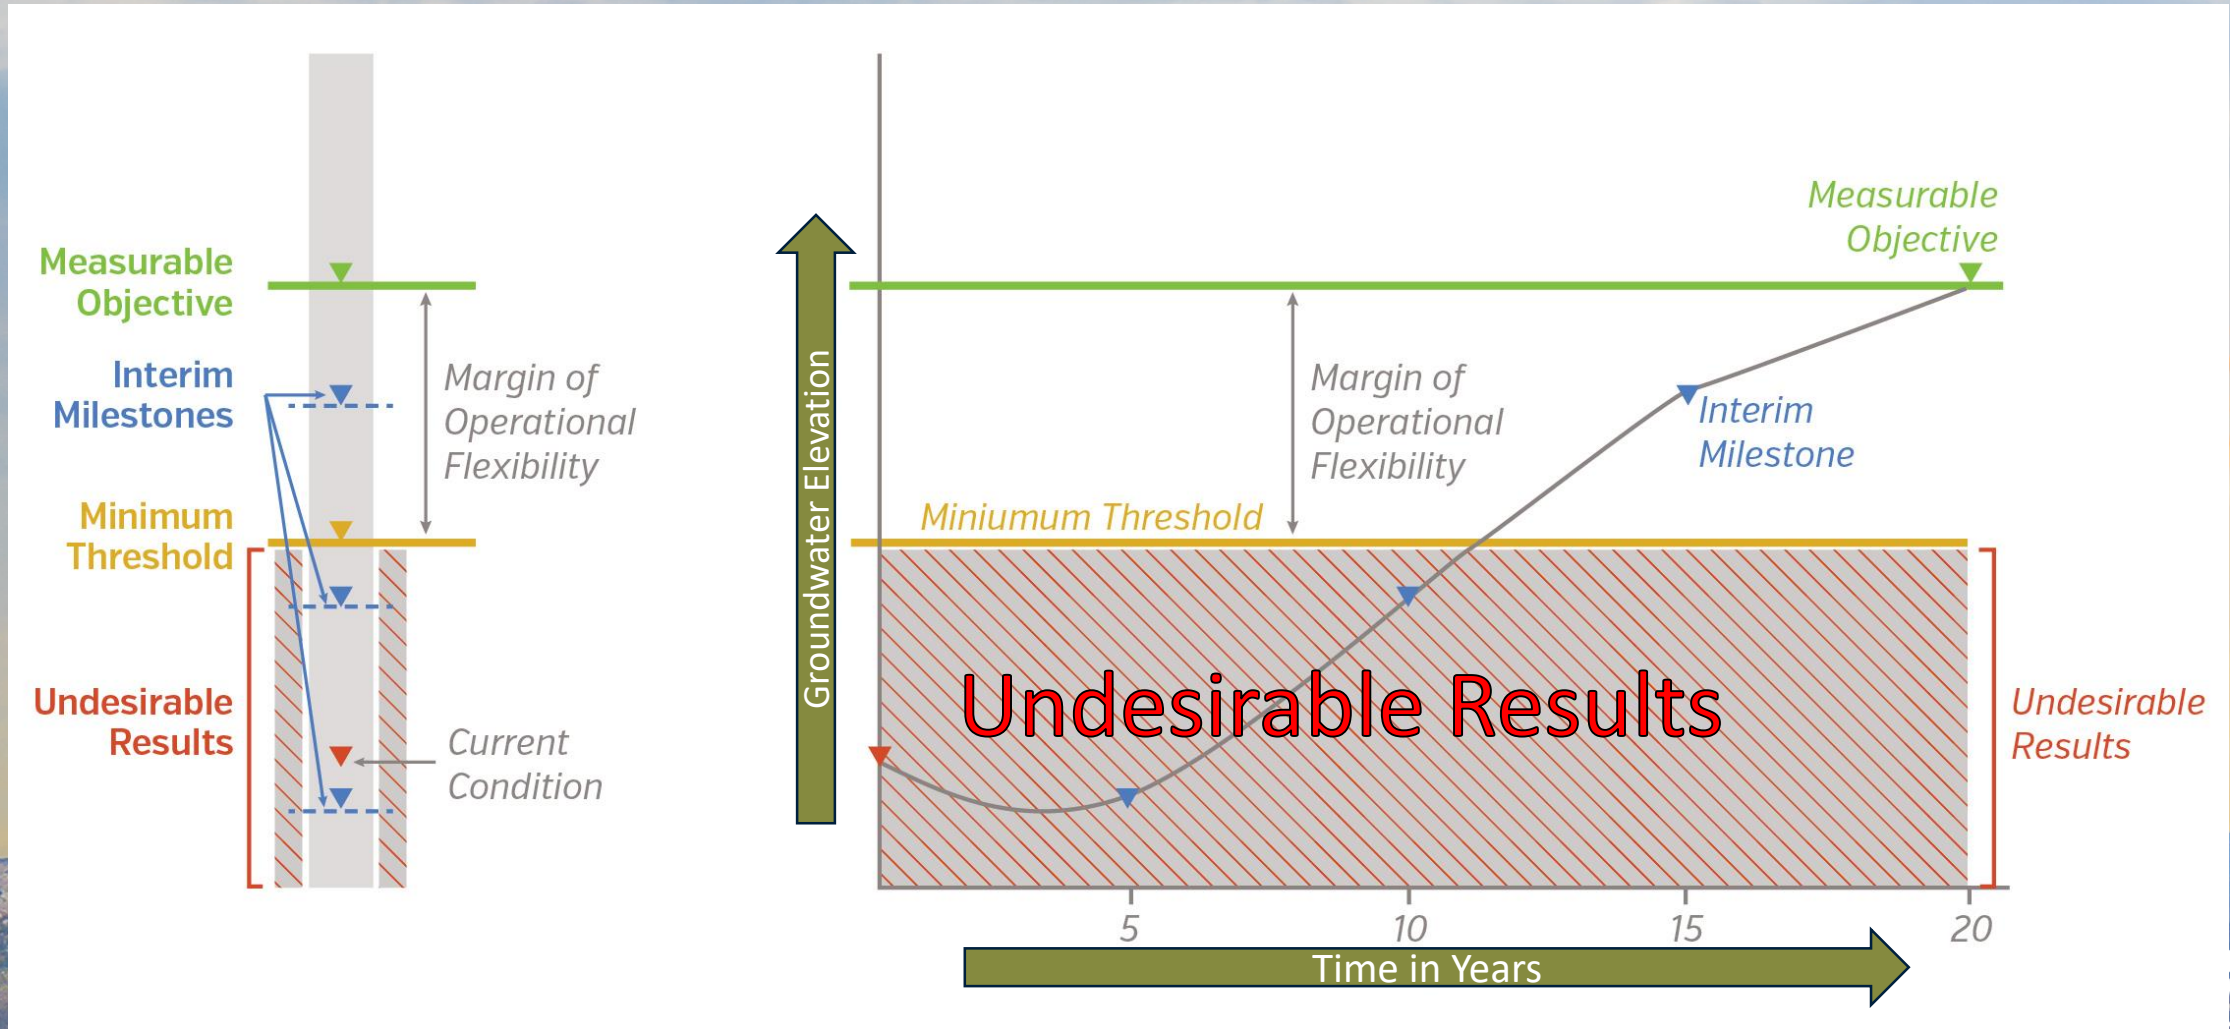 Measurable
Objective
Interim
Milestones
Minimum
Threshold
Undesirable
Results
Margin of
Operational
Flexibility
Current
Condition
Groundwater Elevation
Measurable
Objective
Margin of
Operational
Flexibility
Interim
Milestone
Miniumum Threshold
Undesirable Results
Undesirable
Results
5 10 15 20
Time in Years